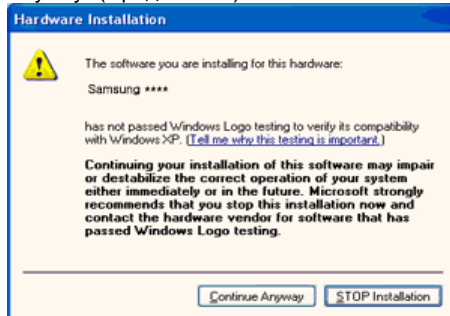 Hardware Installation
The software you are installing for this hardware:
Samsung ****
has not passed Windows Logo testing to verify its compatibility
with Windows XP. (Tell me why this testing is important.)
Continuing your installation of this software may impair
or destabilize the correct operation of your system
either immediately or in the future. Microsoft strongly
recommends that you stop this installation now and
contact the hardware vendor for software that has
passed Windows Logo testing.
Continue Anyway STOP Installation